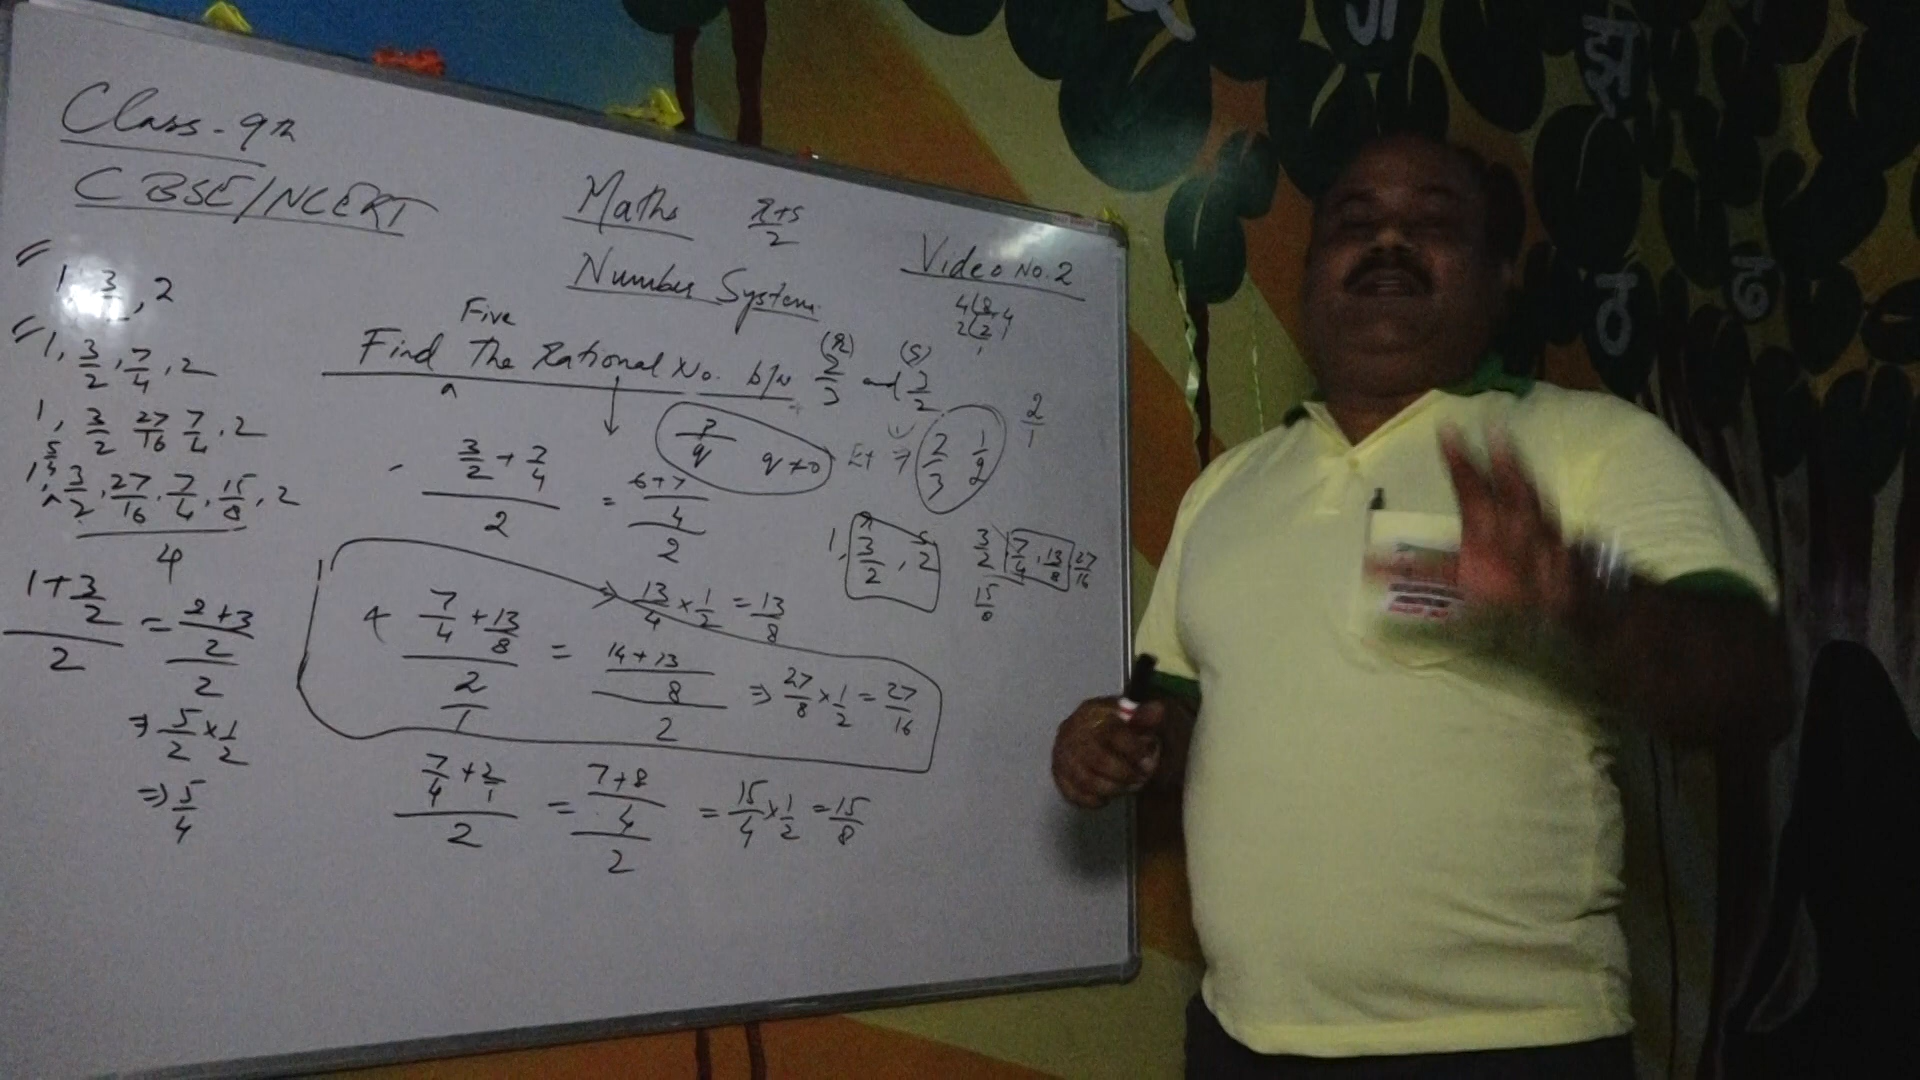 Class-9th
CBSE/NCERT
Maths
r+s/2
Number System
Video No. 2
Five
Find The Rational No. b/w
a
(r)
(s)
and
1, 3/2, 2
1, 3/2, 7/4, 2
1, 3/2 27/16 7/4, 2
3/2, 27/16, 7/4, 15/8, 2
4
(1+3/2)/2 = ((2+3)/2)/2
⇒ 5/2 × 1/2
⇒ 5/4
p/q q≠0
2/3 1/2
2/1
= ((6+7)/4)/2
⇒ 13/4 × 1/2 = 13/8
1, 3/2, 2
3/2 7/4, 13/8, 27/16
(7/4 + 13/8)/(2/1) = ((14+13)/8)/2 ⇒ 27/8 × 1/2 = 27/16
(7/4 + 2/1)/2 = ((7+8)/4)/2 = 15/4 × 1/2 = 15/8
झ
ठ
ढ